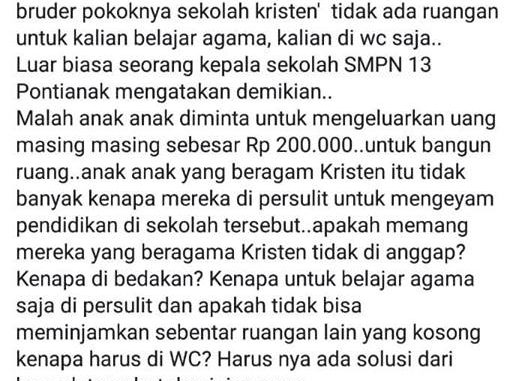 bruder pokoknya sekolah kristen' tidak ada ruangan
untuk kalian belajar agama, kalian di wc saja..
Luar biasa seorang kepala sekolah SMPN 13
Pontianak mengatakan demikian..
Malah anak anak diminta untuk mengeluarkan uang
masing masing sebesar Rp 200.000..untuk bangun
ruang..anak anak yang beragam Kristen itu tidak
banyak kenapa mereka di persulit untuk mengeyam
pendidikan di sekolah tersebut..apakah memang
mereka yang beragama Kristen tidak di anggap?
Kenapa di bedakan? Kenapa untuk belajar agama
saja di persulit dan apakah tidak bisa
meminjamkan sebentar ruangan lain yang kosong
kenapa harus di WC? Harus nya ada solusi dari